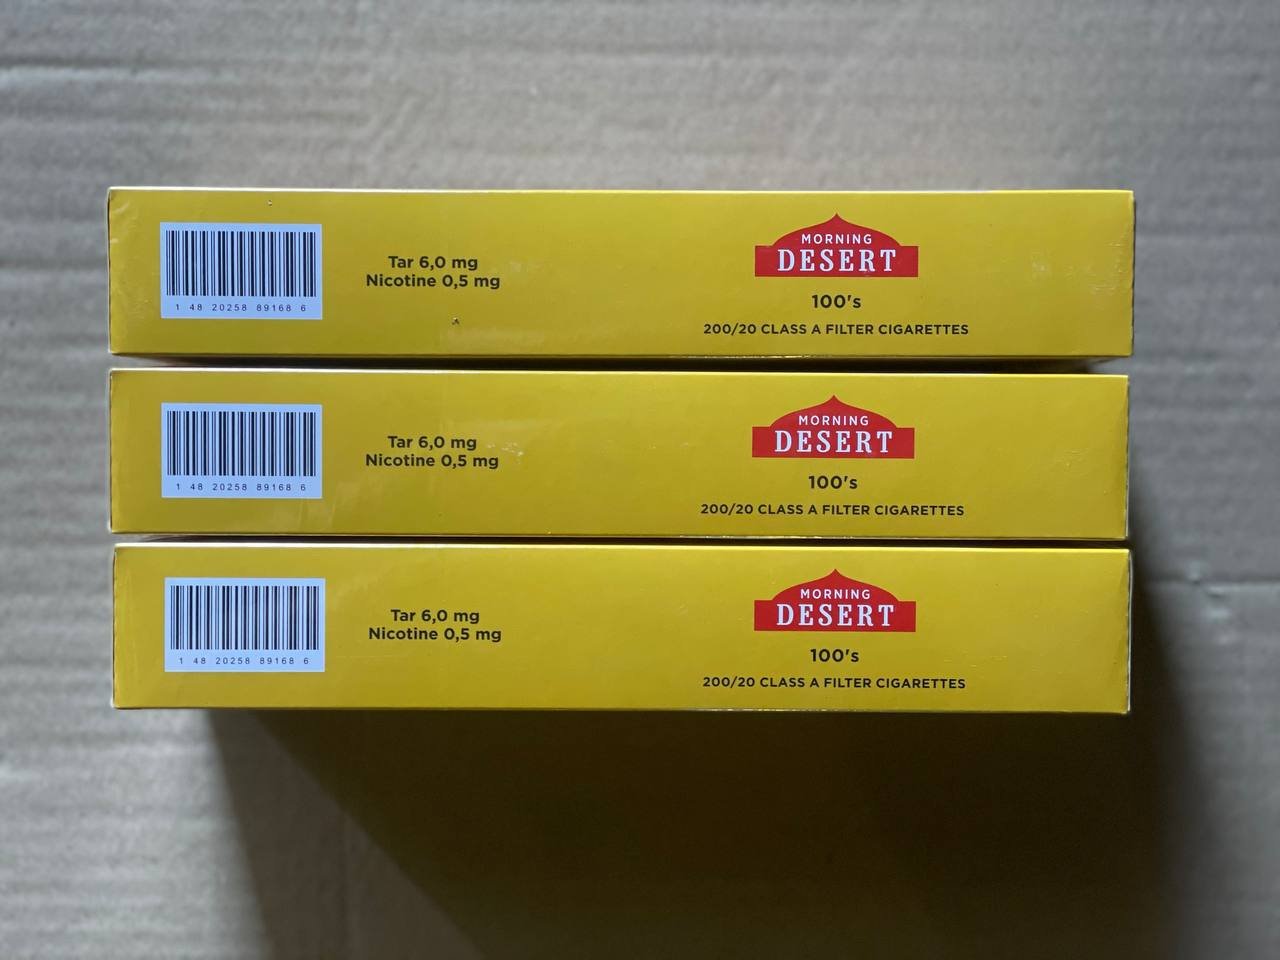 1 48 20258 89168 6
Tar 6,0 mg
Nicotine 0,5 mg
MORNING
DESERT
100's
200/20 CLASS A FILTER CIGARETTES
1 48 20258 89168 6
Tar 6,0 mg
Nicotine 0,5 mg
MORNING
DESERT
100's
200/20 CLASS A FILTER CIGARETTES
1 48 20258 89168 6
Tar 6,0 mg
Nicotine 0,5 mg
MORNING
DESERT
100's
200/20 CLASS A FILTER CIGARETTES